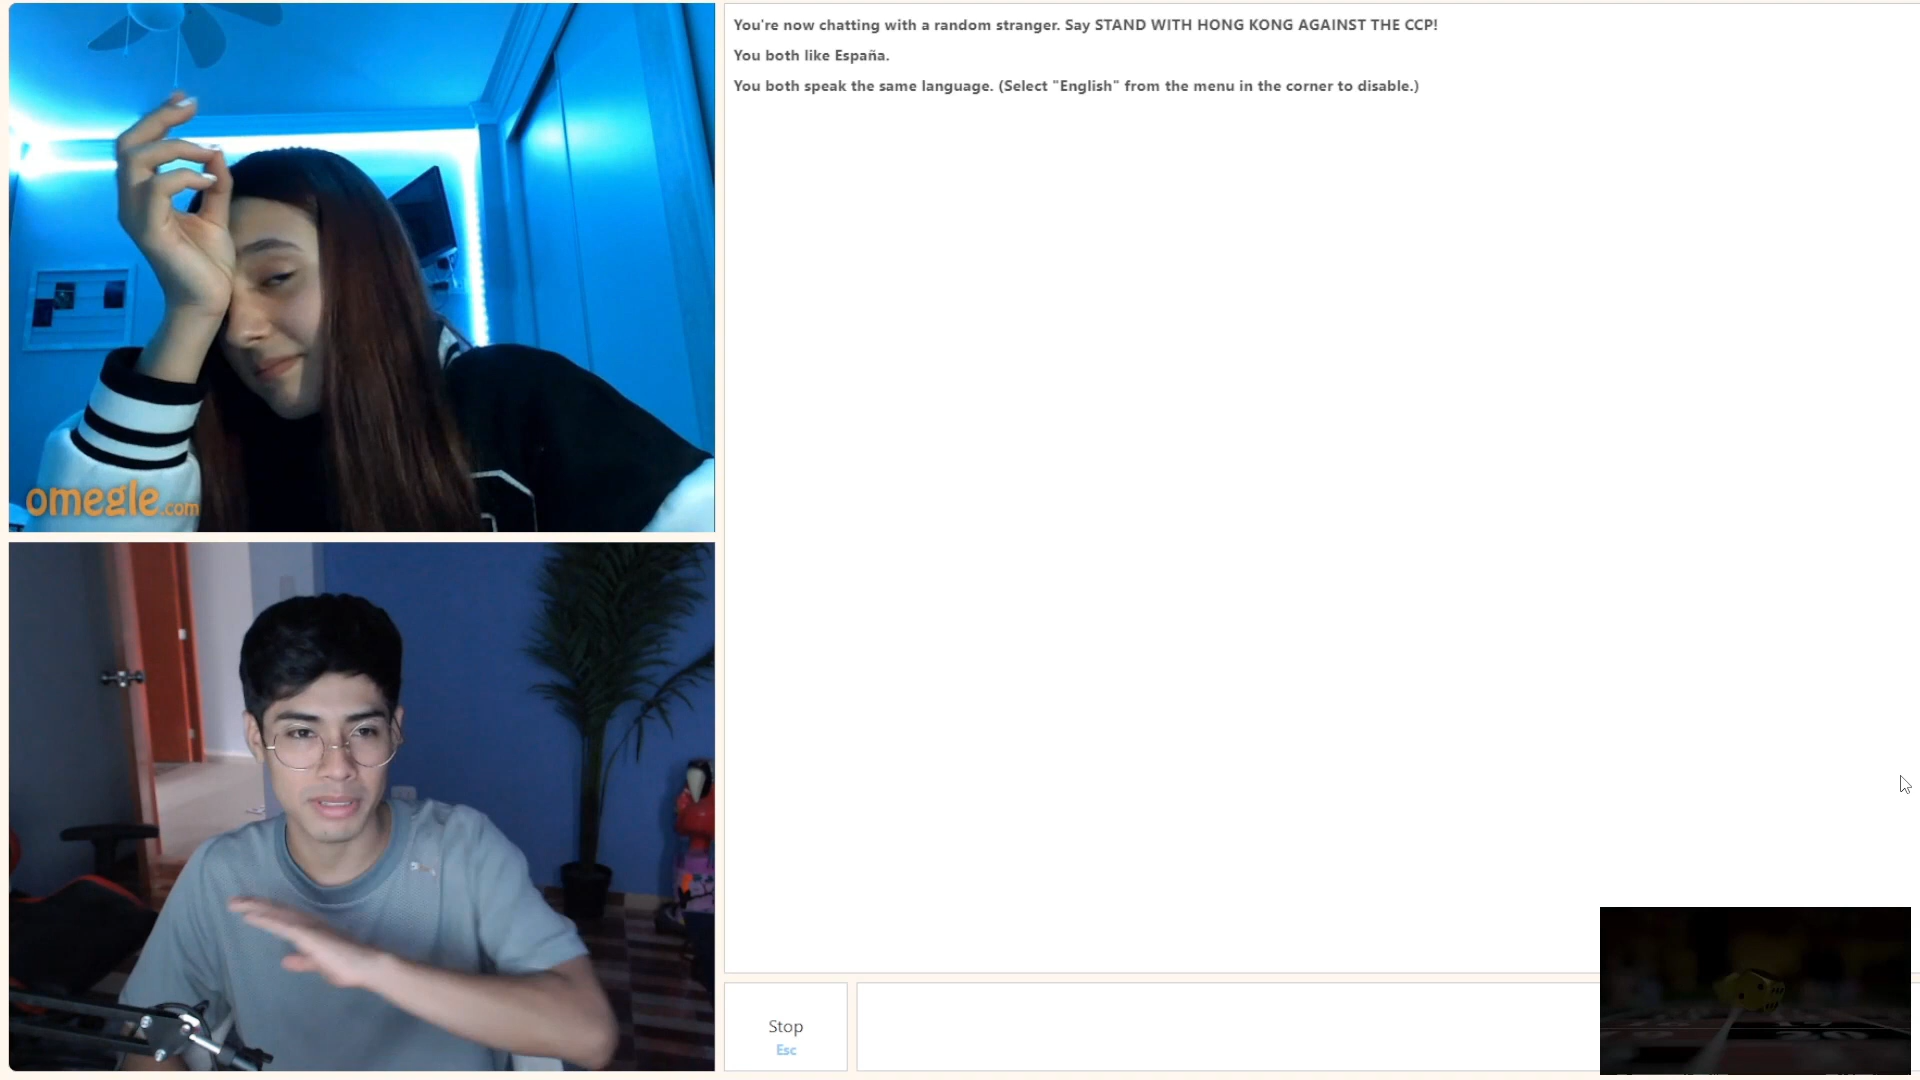 You're now chatting with a random stranger. Say STAND WITH HONG KONG AGAINST THE CCP!
You both like España.
You both speak the same language. (Select "English" from the menu in the corner to disable.)
omegle.com
Stop
Esc